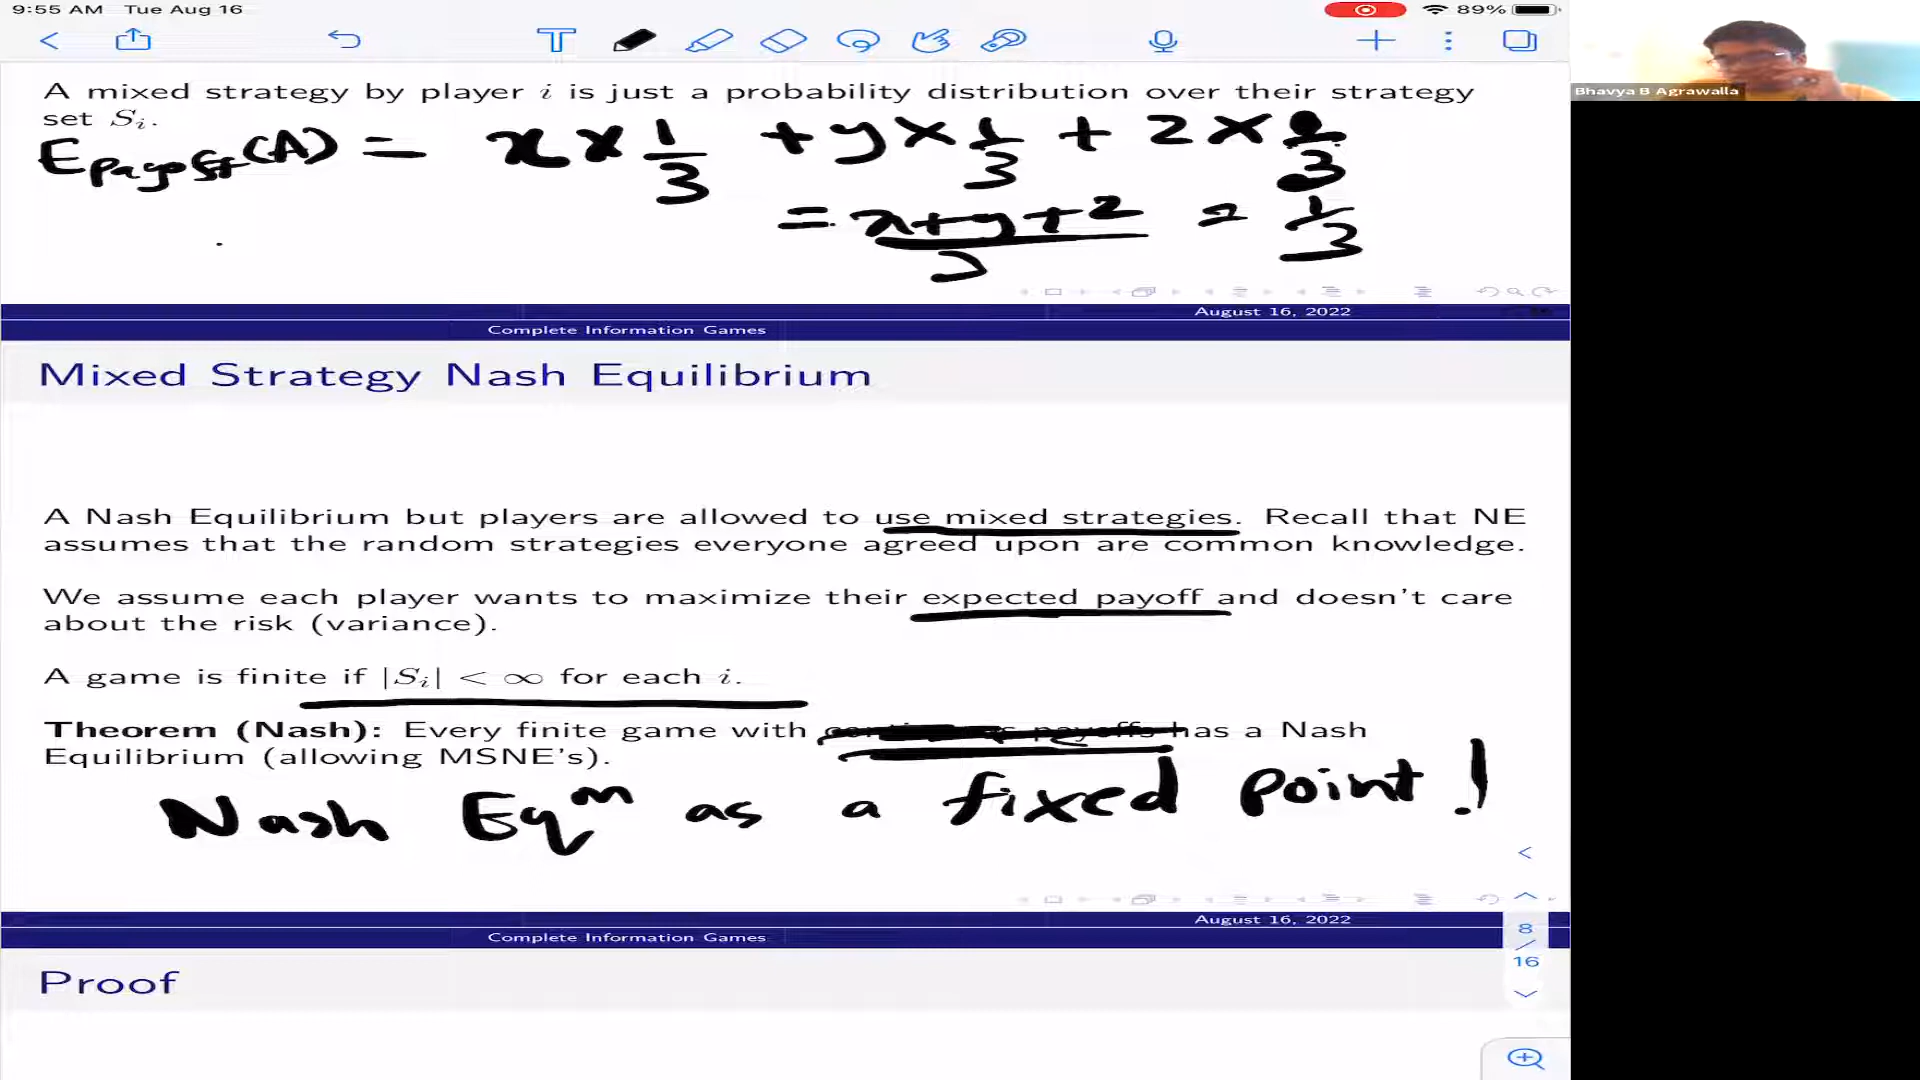 9:55 AM Tue Aug 16
89%
A mixed strategy by player i is just a probability distribution over their strategy
set Sᵢ.
E_payoff(A) = x × 1/3 + y × 1/3 + z × 1/3
= x+y+z / 3 = 1/3
August 16, 2022
Complete Information Games
Mixed Strategy Nash Equilibrium
A Nash Equilibrium but players are allowed to use mixed strategies. Recall that NE
assumes that the random strategies everyone agreed upon are common knowledge.
We assume each player wants to maximize their expected payoff and doesn't care
about the risk (variance).
A game is finite if |Sᵢ| < ∞ for each i.
Theorem (Nash): Every finite game with payoffs has a Nash
Equilibrium (allowing MSNE's).
Nash Eqᵐ as a fixed point!
August 16, 2022
Complete Information Games
8
/
16
Proof
Bhavya B Agrawalla